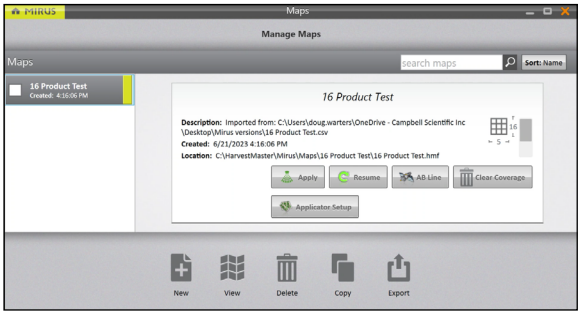 MIRUS
Maps
Manage Maps
Maps
search maps
Sort: Name
16 Product Test
Created: 4:16:06 PM
16 Product Test
Description: Imported from: C:\Users\doug.warters\OneDrive - Campbell Scientific Inc
\Desktop\Mirus versions\16 Product Test.csv
Created: 6/21/2023 4:16:06 PM
Location: C:\HarvestMaster\Mirus\Maps\16 Product Test\16 Product Test.hmf
16
5
Apply
Resume
AB Line
Clear Coverage
Applicator Setup
New
View
Delete
Copy
Export